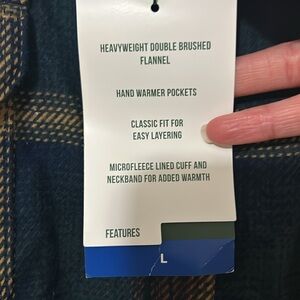 HEAVYWEIGHT DOUBLE BRUSHED
FLANNEL
HAND WARMER POCKETS
CLASSIC FIT FOR
EASY LAYERING
MICROFLEECE LINED CUFF AND
NECKBAND FOR ADDED WARMTH
FEATURES
L